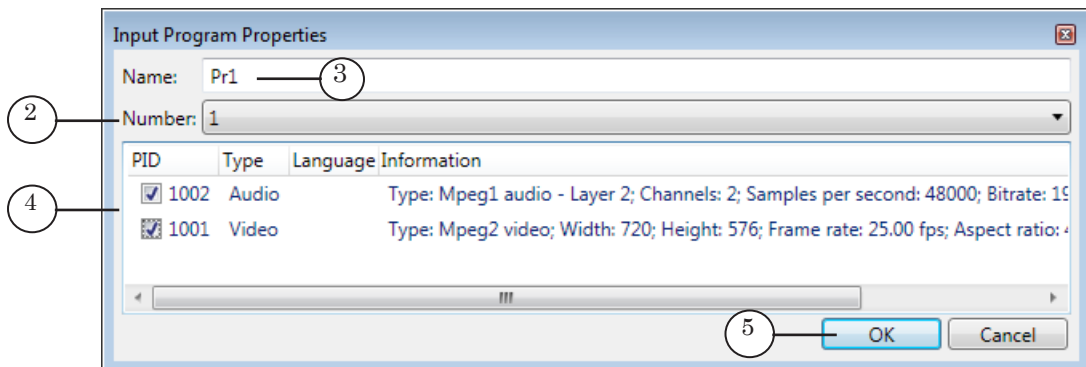 Input Program Properties
Name: Pr1 3
2 Number: 1
PID Type Language Information
1002 Audio Type: Mpeg1 audio - Layer 2; Channels: 2; Samples per second: 48000; Bitrate: 19
4
1001 Video Type: Mpeg2 video; Width: 720; Height: 576; Frame rate: 25.00 fps; Aspect ratio: 4
5 OK Cancel